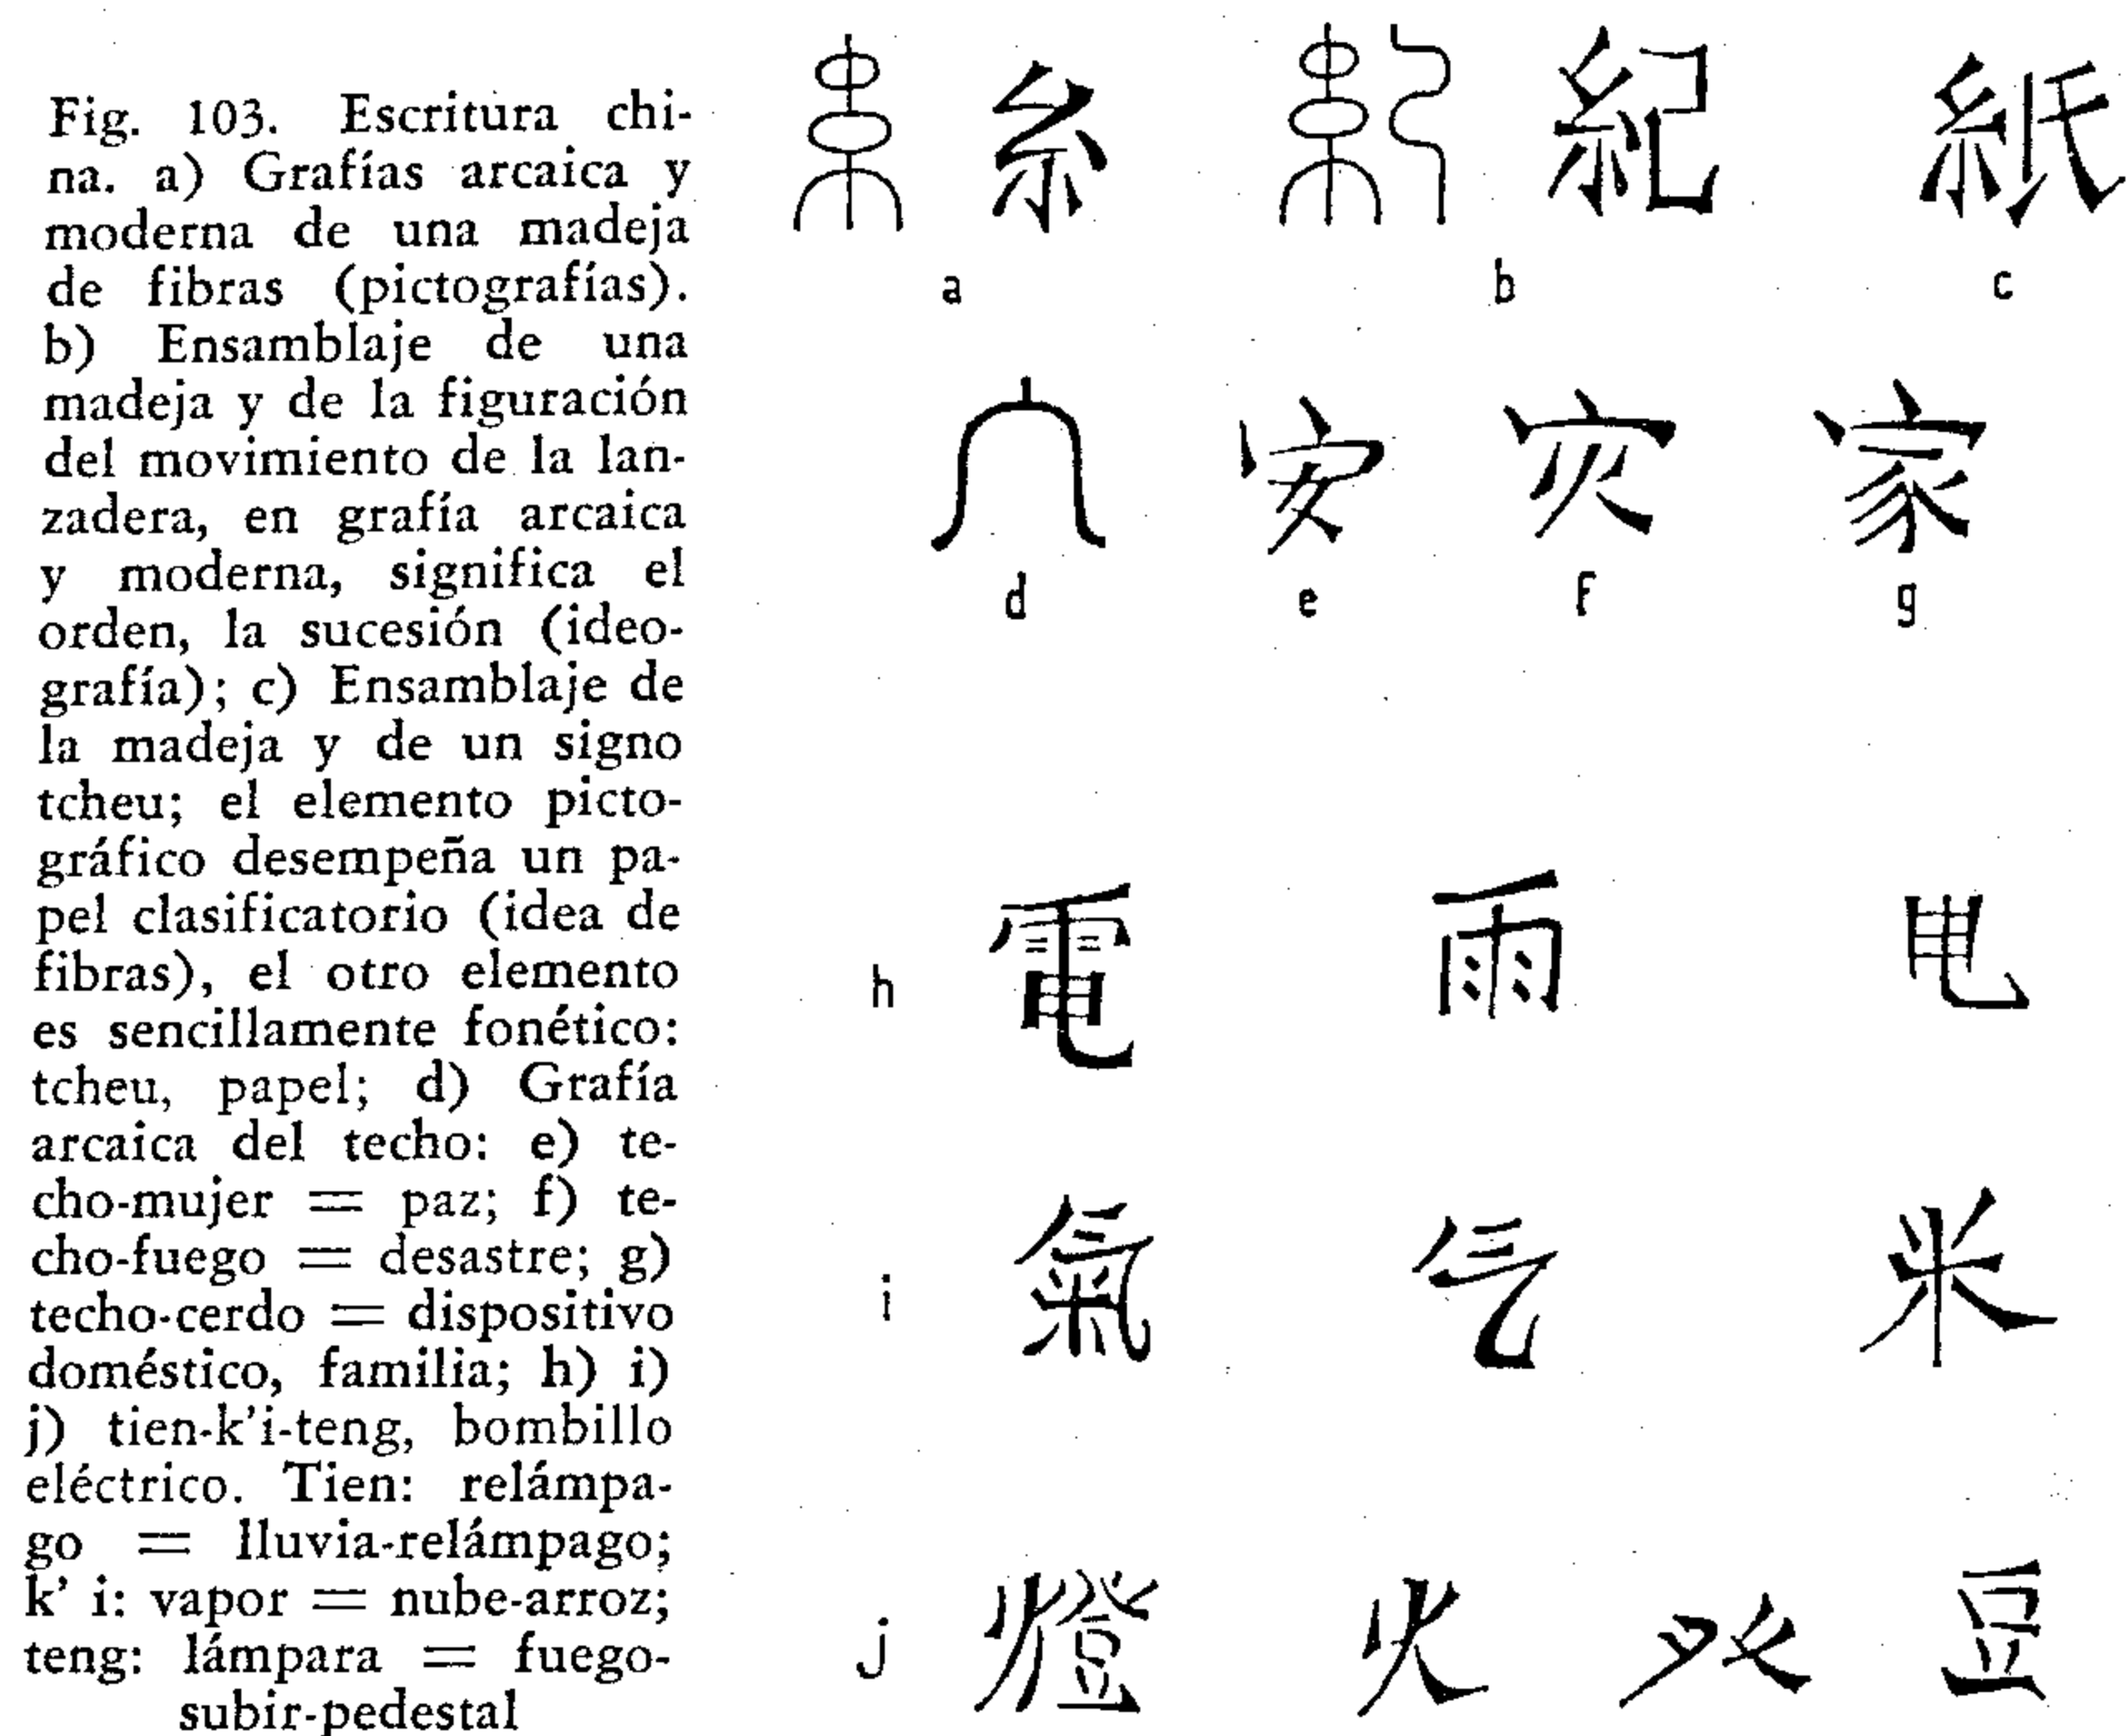 Fig. 103. Escritura chi-
na. a) Grafías arcaica y
moderna de una madeja
de fibras (pictografías).
b) Ensamblaje de una
madeja y de la figuración
del movimiento de la lan-
zadera, en grafía arcaica
y moderna, significa el
orden, la sucesión (ideo-
grafía); c) Ensamblaje de
la madeja y de un signo
tcheu; el elemento picto-
gráfico desempeña un pa-
pel clasificatorio (idea de
fibras), el otro elemento
es sencillamente fonético:
tcheu, papel; d) Grafía
arcaica del techo: e) te-
cho-mujer = paz; f) te-
cho-fuego = desastre; g)
techo-cerdo = dispositivo
doméstico, familia; h) i)
j) tien-k'i-teng, bombillo
eléctrico. Tien: relámpa-
go = lluvia-relámpago;
k' i: vapor = nube-arroz;
teng: lámpara = fuego-
subir-pedestal
糸 紀 紙
a b c
安 灾 家
d e f g
h 電 雨 电
i 氣 气 米
j 燈 火 癶 豆